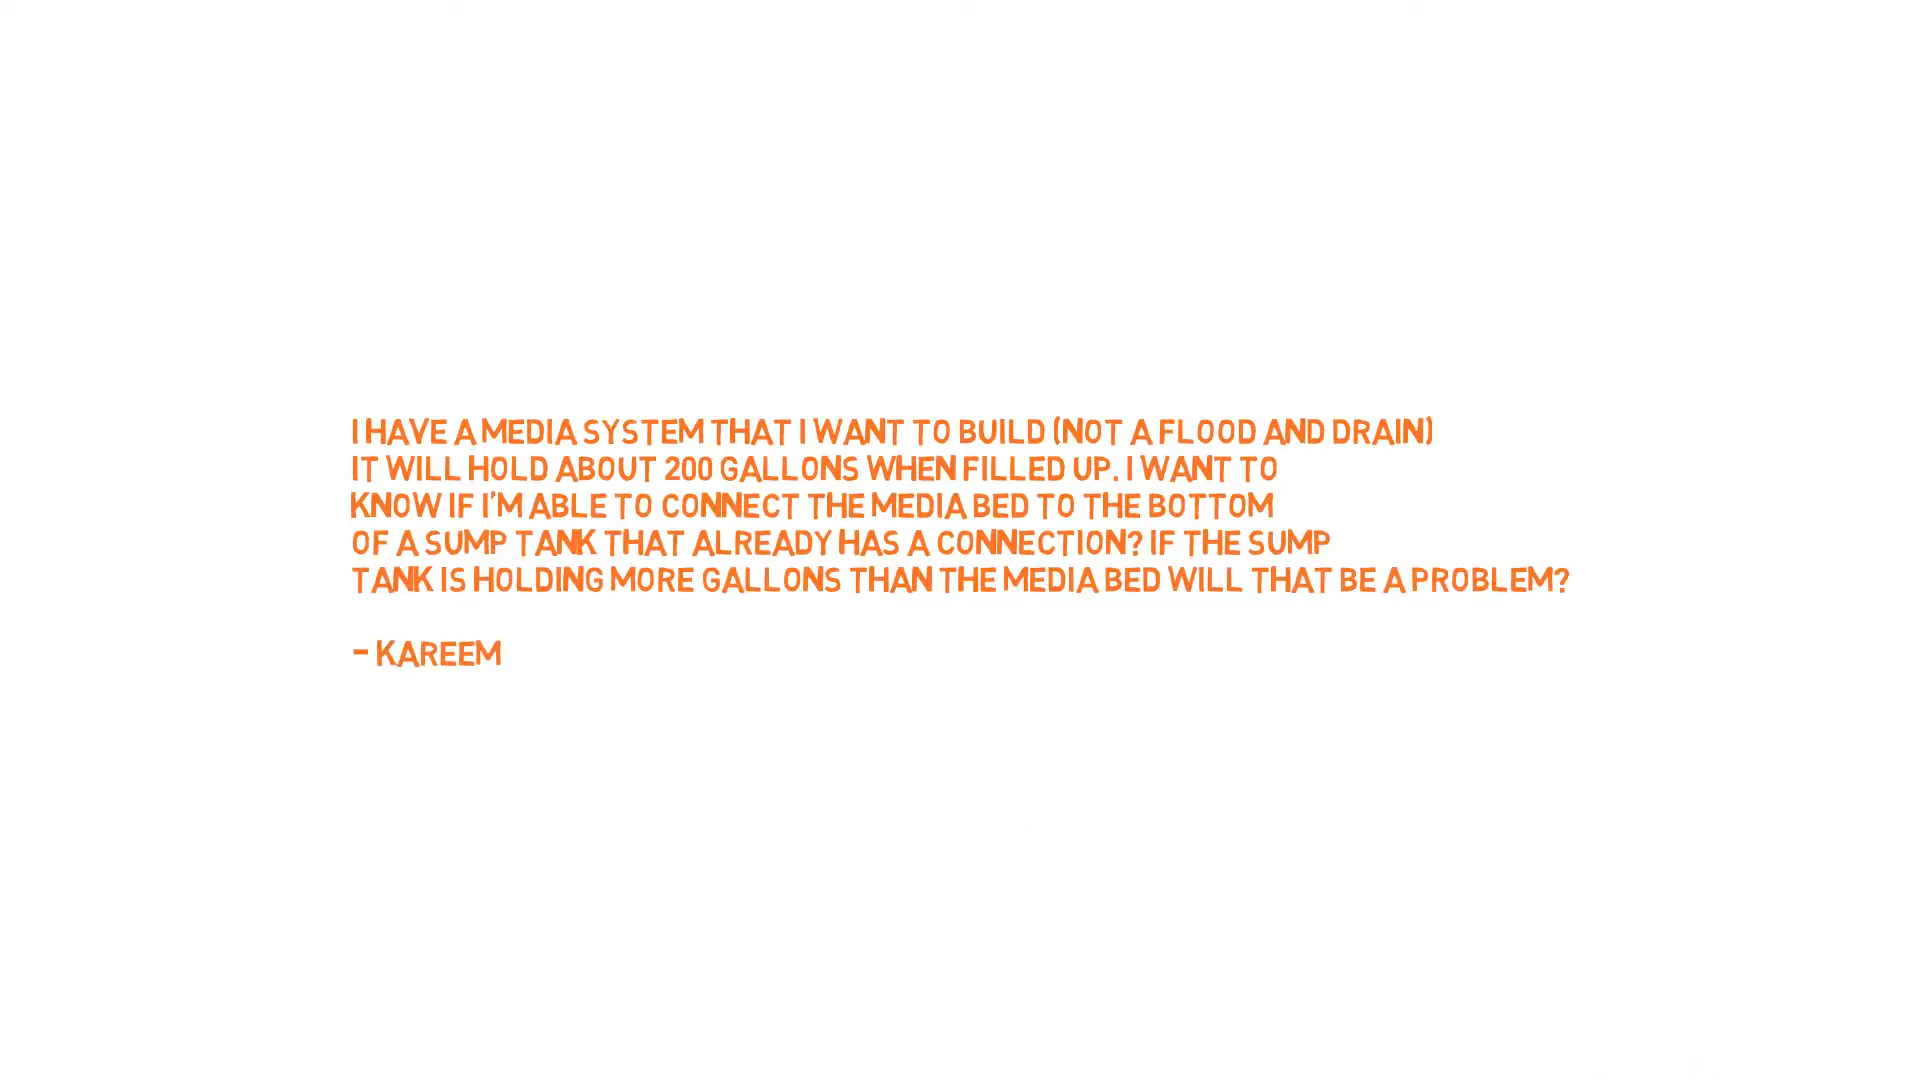 I HAVE A MEDIA SYSTEM THAT I WANT TO BUILD (NOT A FLOOD AND DRAIN)
IT WILL HOLD ABOUT 200 GALLONS WHEN FILLED UP. I WANT TO
KNOW IF I'M ABLE TO CONNECT THE MEDIA BED TO THE BOTTOM
OF A SUMP TANK THAT ALREADY HAS A CONNECTION? IF THE SUMP
TANK IS HOLDING MORE GALLONS THAN THE MEDIA BED WILL THAT BE A PROBLEM?
- KAREEM